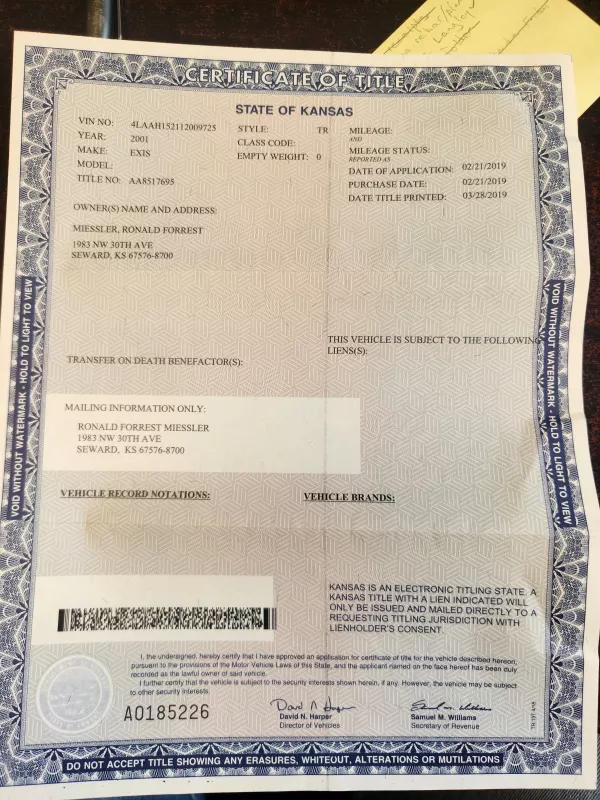 CERTIFICATE OF TITLE
STATE OF KANSAS
VIN NO: 4LAAH152112009725
YEAR: 2001
MAKE: EXIS
MODEL:
TITLE NO: AA8517695
STYLE: TR
CLASS CODE:
EMPTY WEIGHT: 0
MILEAGE:
AND
MILEAGE STATUS:
REPORTED AS
DATE OF APPLICATION: 02/21/2019
PURCHASE DATE: 02/21/2019
DATE TITLE PRINTED: 03/28/2019
OWNER(S) NAME AND ADDRESS:
MIESSLER, RONALD FORREST
1983 NW 30TH AVE
SEWARD, KS 67576-8700
THIS VEHICLE IS SUBJECT TO THE FOLLOWING
LIENS(S):
TRANSFER ON DEATH BENEFACTOR(S):
MAILING INFORMATION ONLY:
RONALD FORREST MIESSLER
1983 NW 30TH AVE
SEWARD, KS 67576-8700
VEHICLE RECORD NOTATIONS:
VEHICLE BRANDS:
KANSAS IS AN ELECTRONIC TITLING STATE. A
KANSAS TITLE WITH A LIEN INDICATED WILL
ONLY BE ISSUED AND MAILED DIRECTLY TO A
REQUESTING TITLING JURISDICTION WITH
LIENHOLDER'S CONSENT.
I, the undersigned, hereby certify that I have approved an application for certificate of title for the vehicle described hereon,
pursuant to the provisions of the Motor Vehicle Laws of this State, and the applicant named on the face hereof has been duly
recorded as the lawful owner of said vehicle.
I further certify that the vehicle is subject to the security interests shown herein, if any. However, the vehicle may be subject
to other security interests.
A0185226
David N. Harper
Director of Vehicles
Samuel M. Williams
Secretary of Revenue
VOID WITHOUT WATERMARK - HOLD TO LIGHT TO VIEW
VOID WITHOUT WATERMARK - HOLD TO LIGHT TO VIEW
DO NOT ACCEPT TITLE SHOWING ANY ERASURES, WHITEOUT, ALTERATIONS OR MUTILATIONS